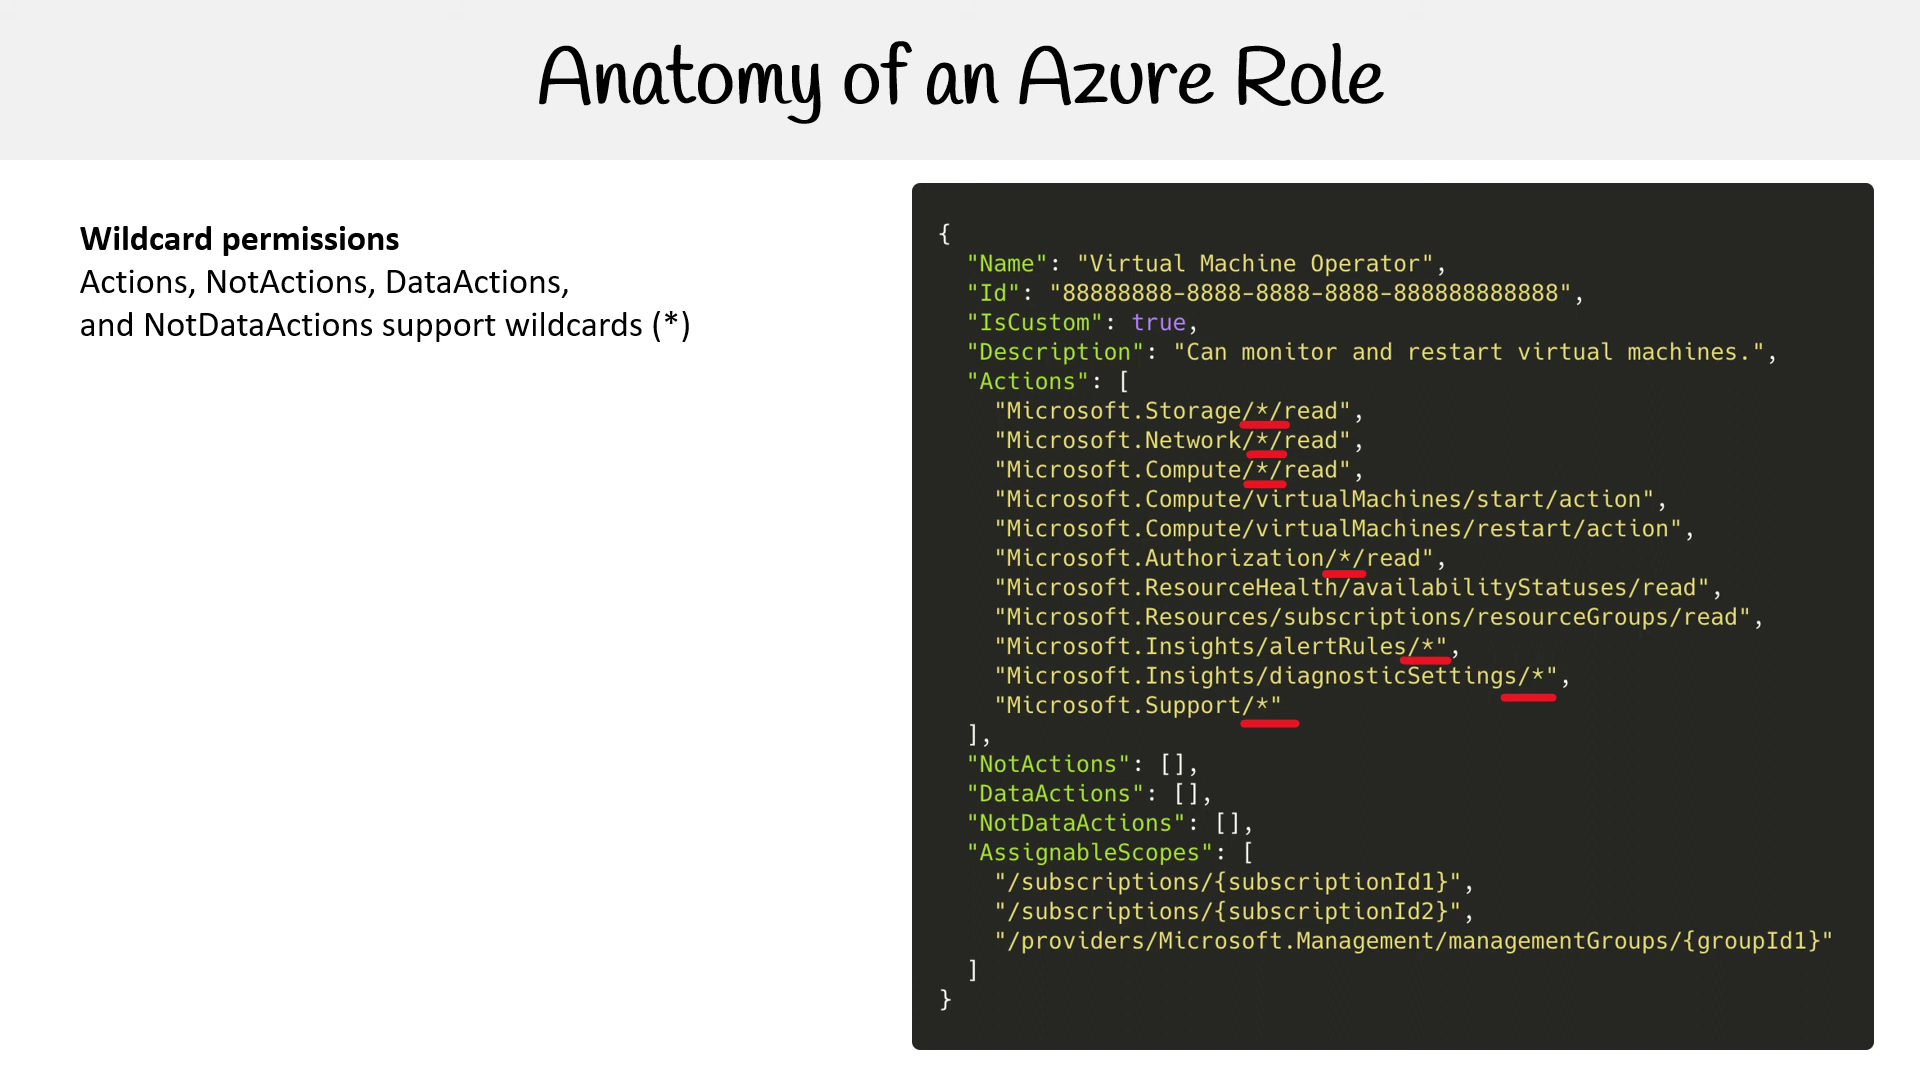 Anatomy of an Azure Role
Wildcard permissions
Actions, NotActions, DataActions,
and NotDataActions support wildcards (*)
{
"Name": "Virtual Machine Operator",
"Id": "88888888-8888-8888-8888-888888888888",
"IsCustom": true,
"Description": "Can monitor and restart virtual machines.",
"Actions": [
"Microsoft.Storage/*/read",
"Microsoft.Network/*/read",
"Microsoft.Compute/*/read",
"Microsoft.Compute/virtualMachines/start/action",
"Microsoft.Compute/virtualMachines/restart/action",
"Microsoft.Authorization/*/read",
"Microsoft.ResourceHealth/availabilityStatuses/read",
"Microsoft.Resources/subscriptions/resourceGroups/read",
"Microsoft.Insights/alertRules/*",
"Microsoft.Insights/diagnosticSettings/*",
"Microsoft.Support/*"
],
"NotActions": [],
"DataActions": [],
"NotDataActions": [],
"AssignableScopes": [
"/subscriptions/{subscriptionId1}",
"/subscriptions/{subscriptionId2}",
"/providers/Microsoft.Management/managementGroups/{groupId1}"
]
}